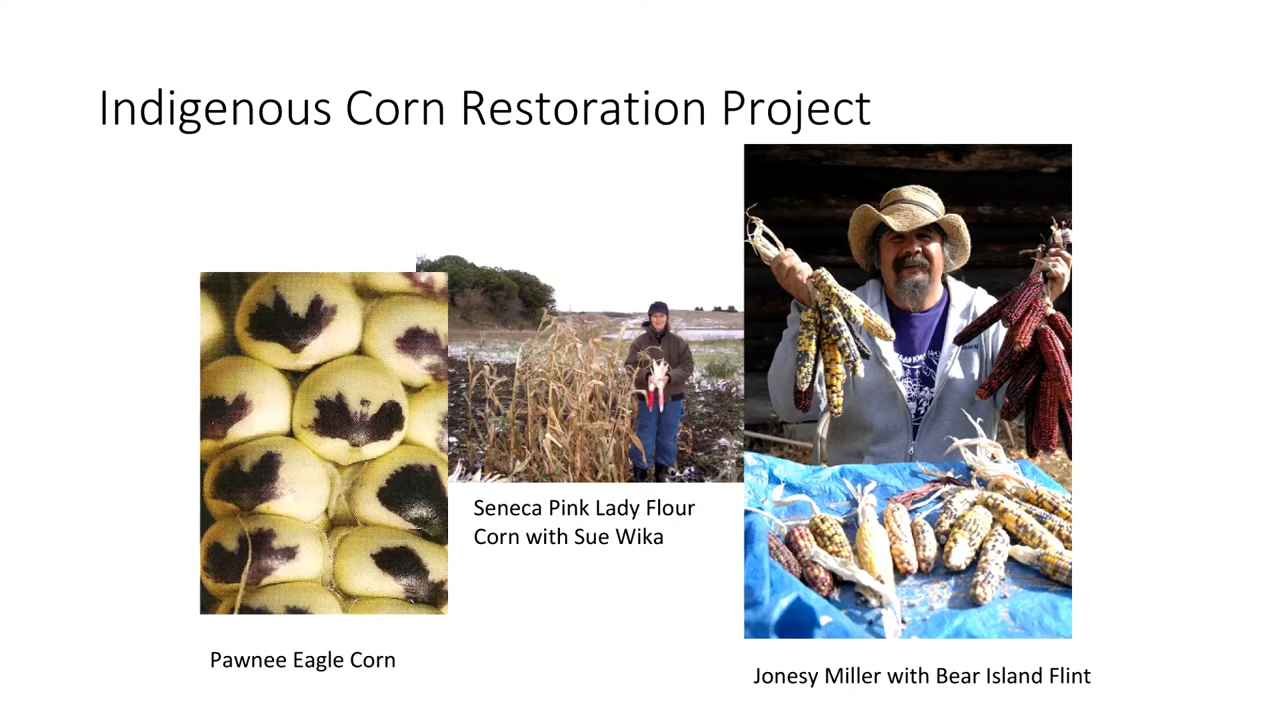 Indigenous Corn Restoration Project
Seneca Pink Lady Flour
Corn with Sue Wika
Pawnee Eagle Corn
Jonesy Miller with Bear Island Flint